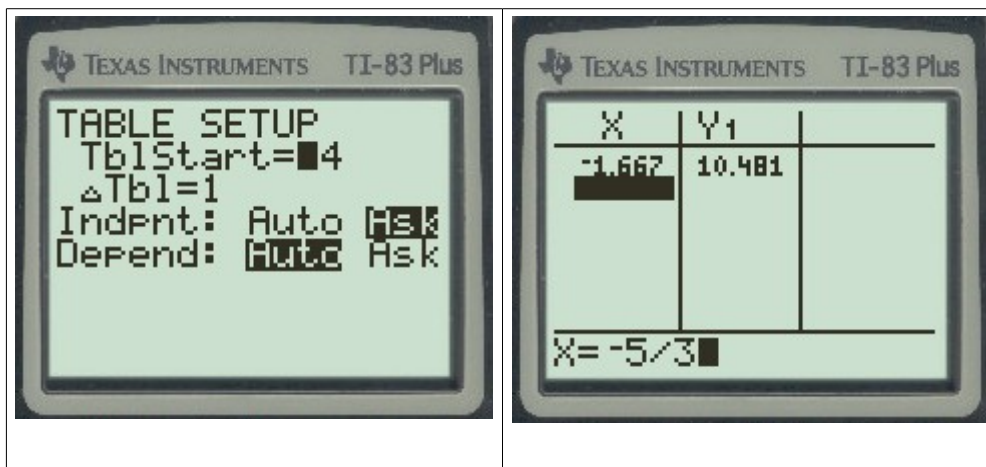 TEXAS INSTRUMENTS TI-83 Plus
TABLE SETUP
TblStart=▮4
△Tbl=1
Indpnt: Auto Ask
Depend: Auto Ask
TEXAS INSTRUMENTS TI-83 Plus
X Y₁
⁻1.667 10.481
X= ⁻5/3